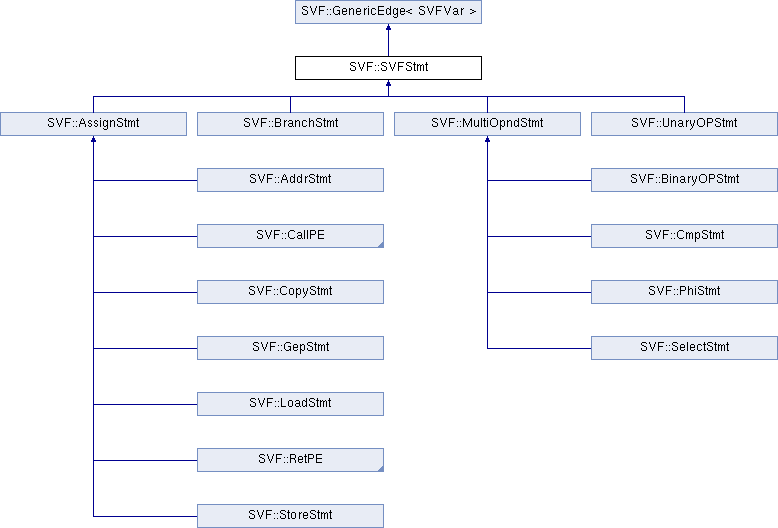 SVF::GenericEdge< SVFVar >
SVF::SVFStmt
SVF::AssignStmt
SVF::BranchStmt
SVF::MultiOpndStmt
SVF::UnaryOPStmt
SVF::AddrStmt
SVF::BinaryOPStmt
SVF::CallPE
SVF::CmpStmt
SVF::CopyStmt
SVF::PhiStmt
SVF::GepStmt
SVF::SelectStmt
SVF::LoadStmt
SVF::RetPE
SVF::StoreStmt